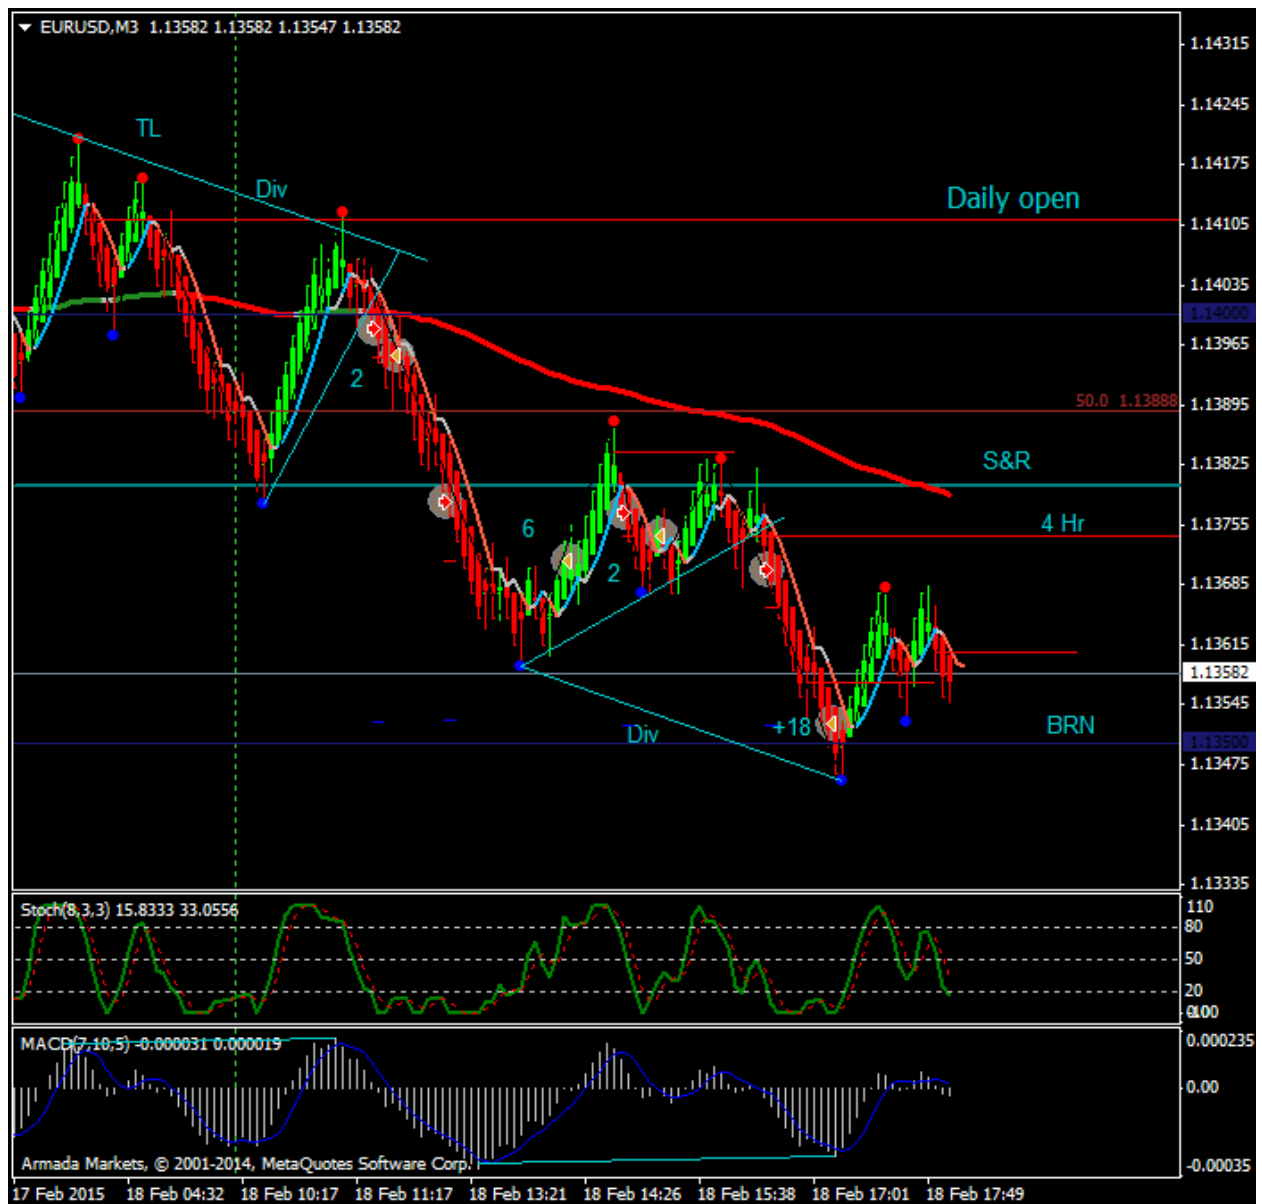 EURUSD,M3 1.13582 1.13582 1.13547 1.13582
1.14315
1.14245
TL
1.14175
Div
Daily open
1.14105
1.14035
1.14000
1.13965
2
50.0 1.13888
1.13895
S&R
1.13825
6
4 Hr
1.13755
2
1.13685
1.13615
1.13582
1.13545
+18
BRN
Div
1.13500
1.13475
1.13405
1.13335
Stoch(8,3,3) 15.8333 33.0556
110
80
50
20
MACD(7,10,5) -0.000031 0.000019
0.000235
0.00
Armada Markets, © 2001-2014, MetaQuotes Software Corp.
-0.00035
17 Feb 2015 18 Feb 04:32 18 Feb 10:17 18 Feb 11:17 18 Feb 13:21 18 Feb 14:26 18 Feb 15:38 18 Feb 17:01 18 Feb 17:49